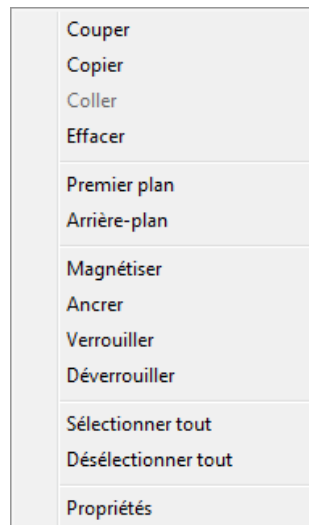 Couper
Copier
Coller
Effacer
Premier plan
Arrière-plan
Magnétiser
Ancrer
Verrouiller
Déverrouiller
Sélectionner tout
Désélectionner tout
Propriétés